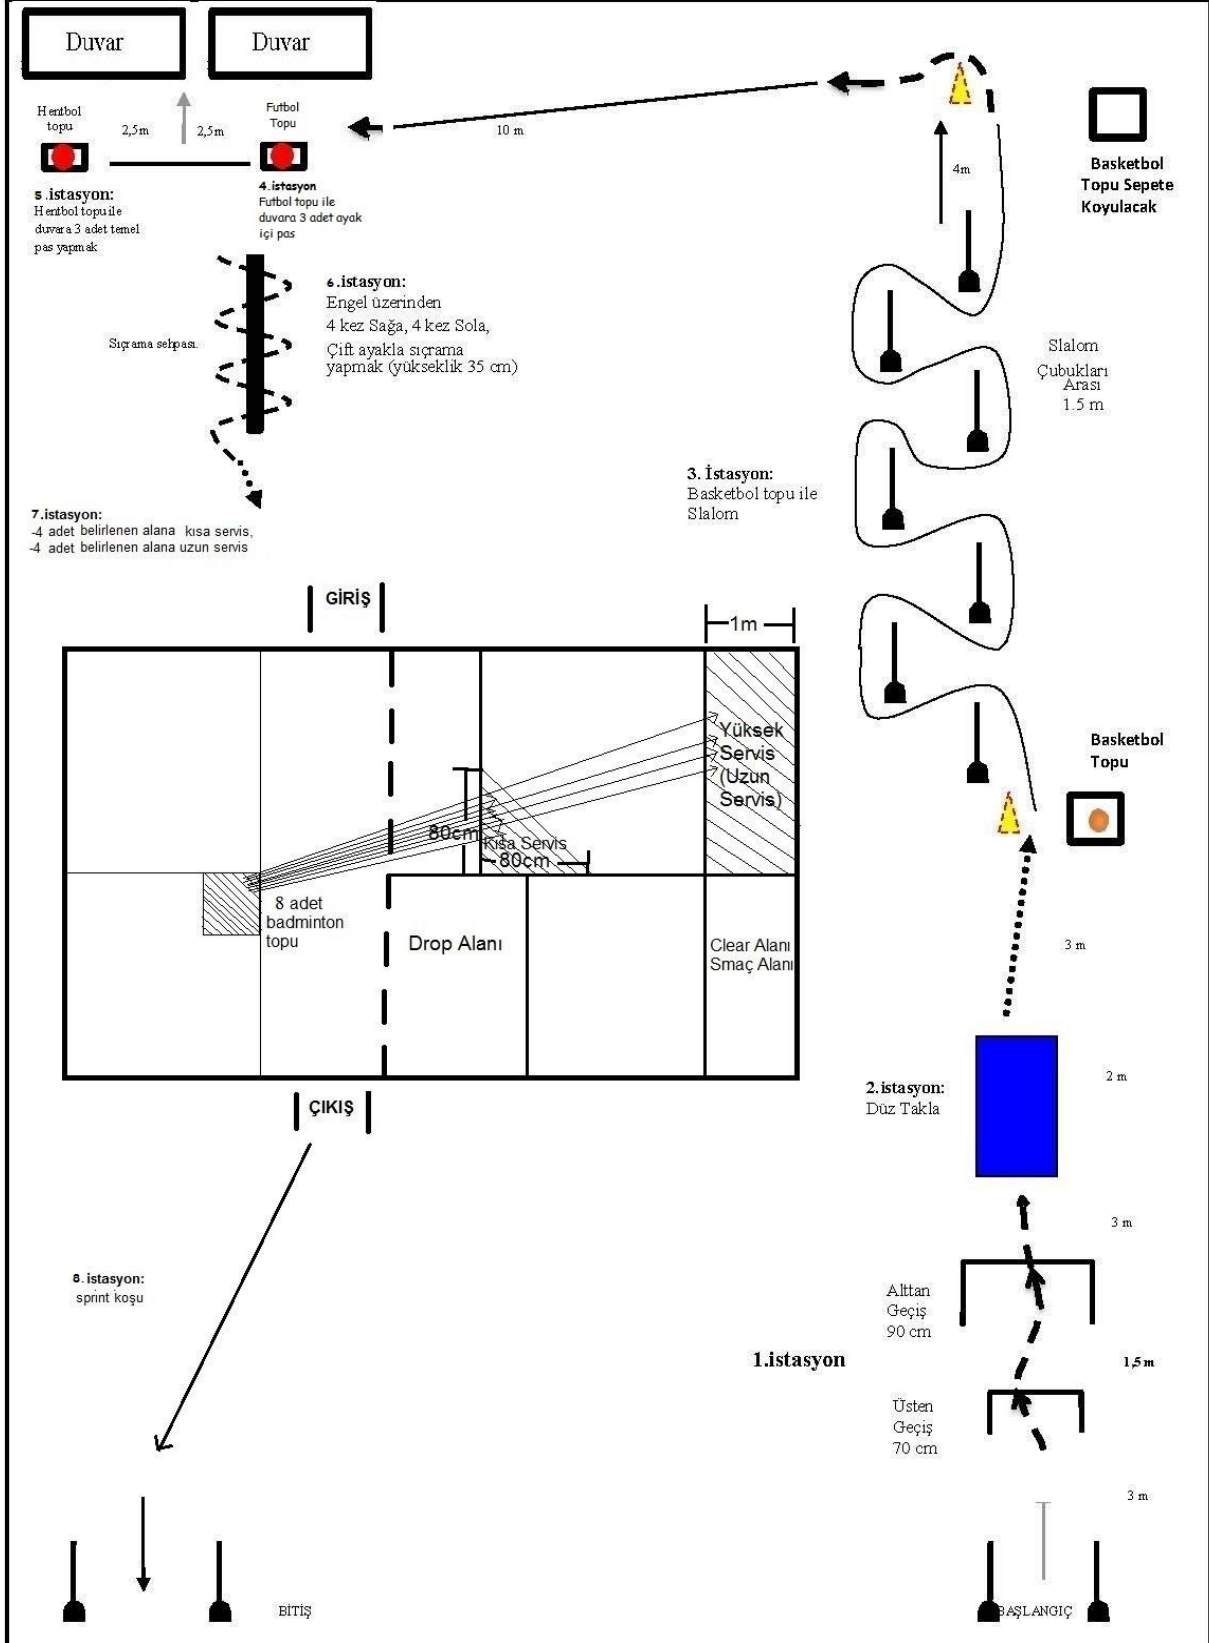 Duvar
Duvar
Hentbol
topu
2,5m
2,5m
Futbol
Topu
10 m
4m
Basketbol
Topu Sepete
Koyulacak
5.istasyon:
Hentbol topu ile
duvara 3 adet temel
pas yapmak
4.istasyon
Futbol topu ile
duvara 3 adet ayak
içi pas
6.istasyon:
Engel üzerinden
4 kez Sağa, 4 kez Sola,
Çift ayakla sıçrama
yapmak (yükseklik 35 cm)
Sıçrama sehpası.
Slalom
Çubukları
Arası
1.5 m
3. İstasyon:
Basketbol topu ile
Slalom
7.istasyon:
-4 adet belirlenen alana kısa servis,
-4 adet belirlenen alana uzun servis
GİRİŞ
1m
Yüksek
Servis
(Uzun
Servis)
80cm
Kısa Servis
80cm
8 adet
badminton
topu
Drop Alanı
Clear Alanı
Smaç Alanı
Basketbol
Topu
3 m
2 m
2.istasyon:
Düz Takla
ÇIKIŞ
3 m
8.istasyon:
sprint koşu
Alttan
Geçiş
90 cm
1.istasyon
1,5 m
Üsten
Geçiş
70 cm
3 m
BİTİŞ
BAŞLANGIÇ